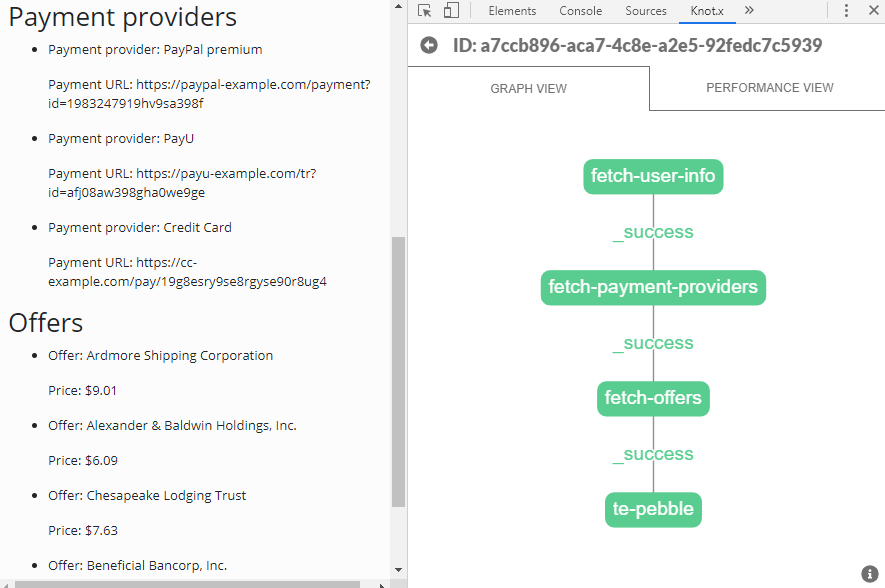 Payment providers
Payment provider: PayPal premium
Payment URL: https://paypal-example.com/payment?
id=1983247919hv9sa398f
Payment provider: PayU
Payment URL: https://payu-example.com/tr?
id=afj08aw398gha0we9ge
Payment provider: Credit Card
Payment URL: https://cc-
example.com/pay/19g8esry9se8rgyse90r8ug4
Offers
Offer: Ardmore Shipping Corporation
Price: $9.01
Offer: Alexander & Baldwin Holdings, Inc.
Price: $6.09
Offer: Chesapeake Lodging Trust
Price: $7.63
Offer: Beneficial Bancorp, Inc.
Elements Console Sources Knot.x
ID: a7ccb896-aca7-4c8e-a2e5-92fedc7c5939
GRAPH VIEW PERFORMANCE VIEW
fetch-user-info
_success
fetch-payment-providers
_success
fetch-offers
_success
te-pebble